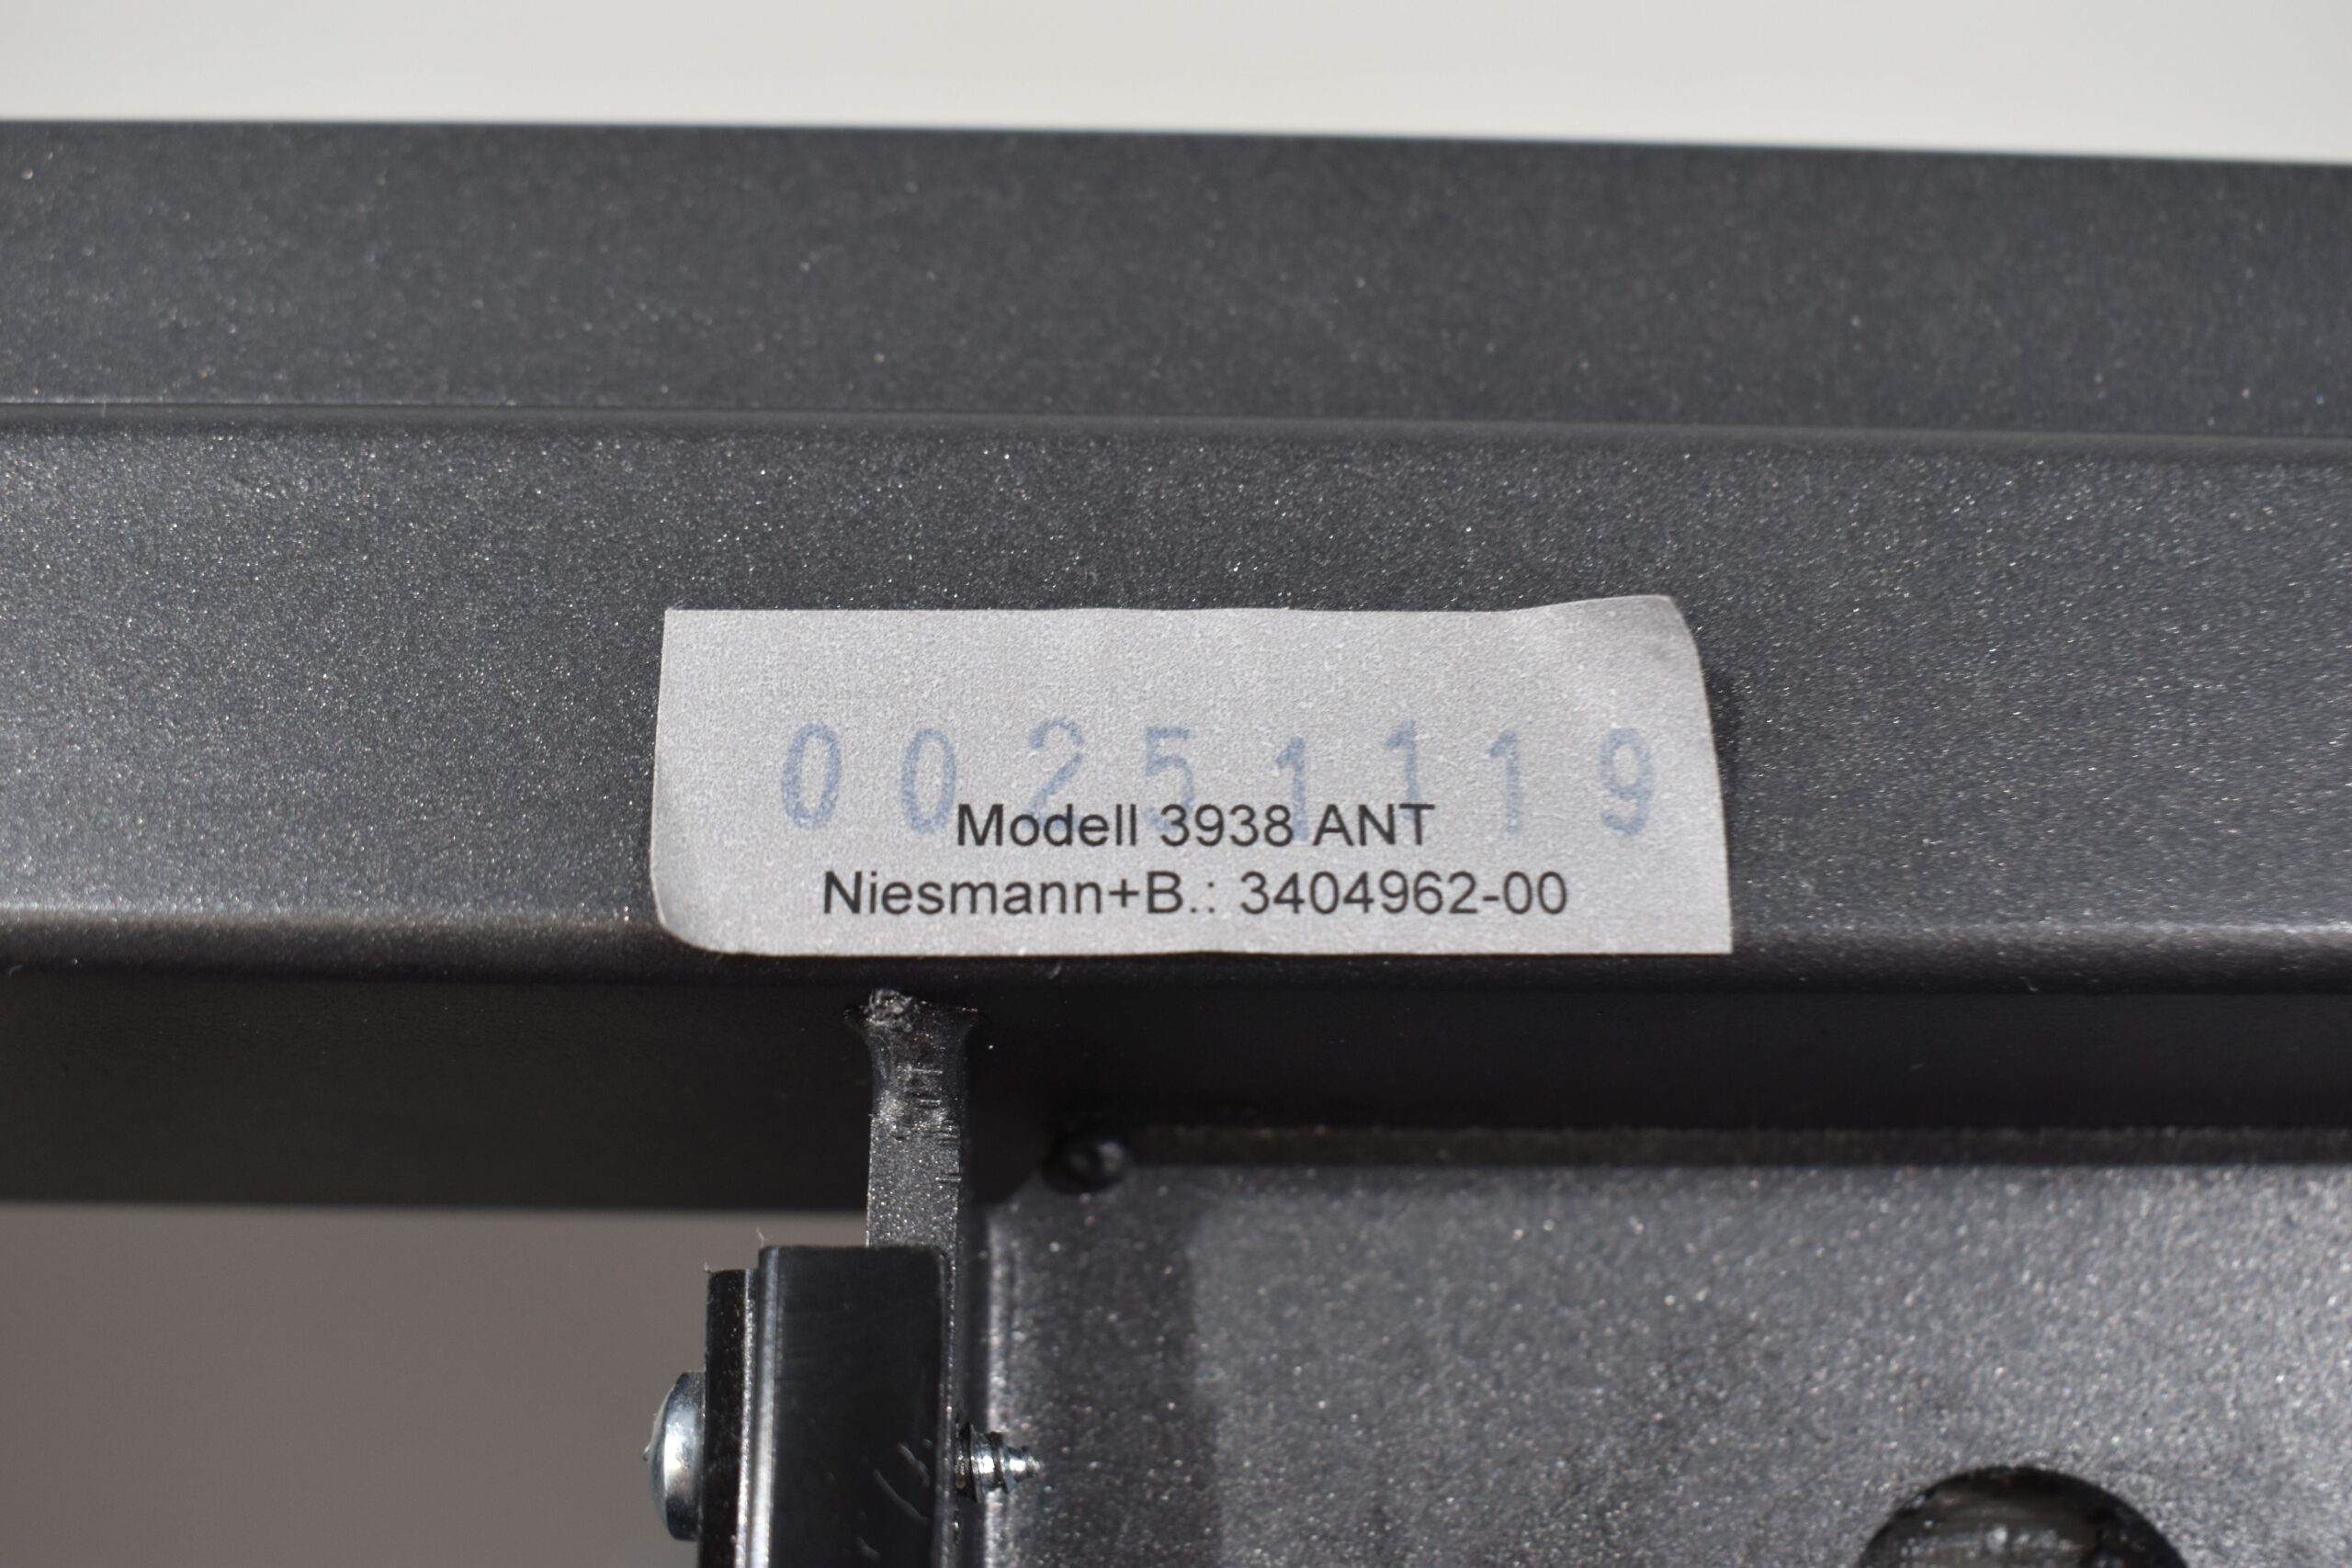 00251119
Modell 3938 ANT
Niesmann+B.: 3404962-00